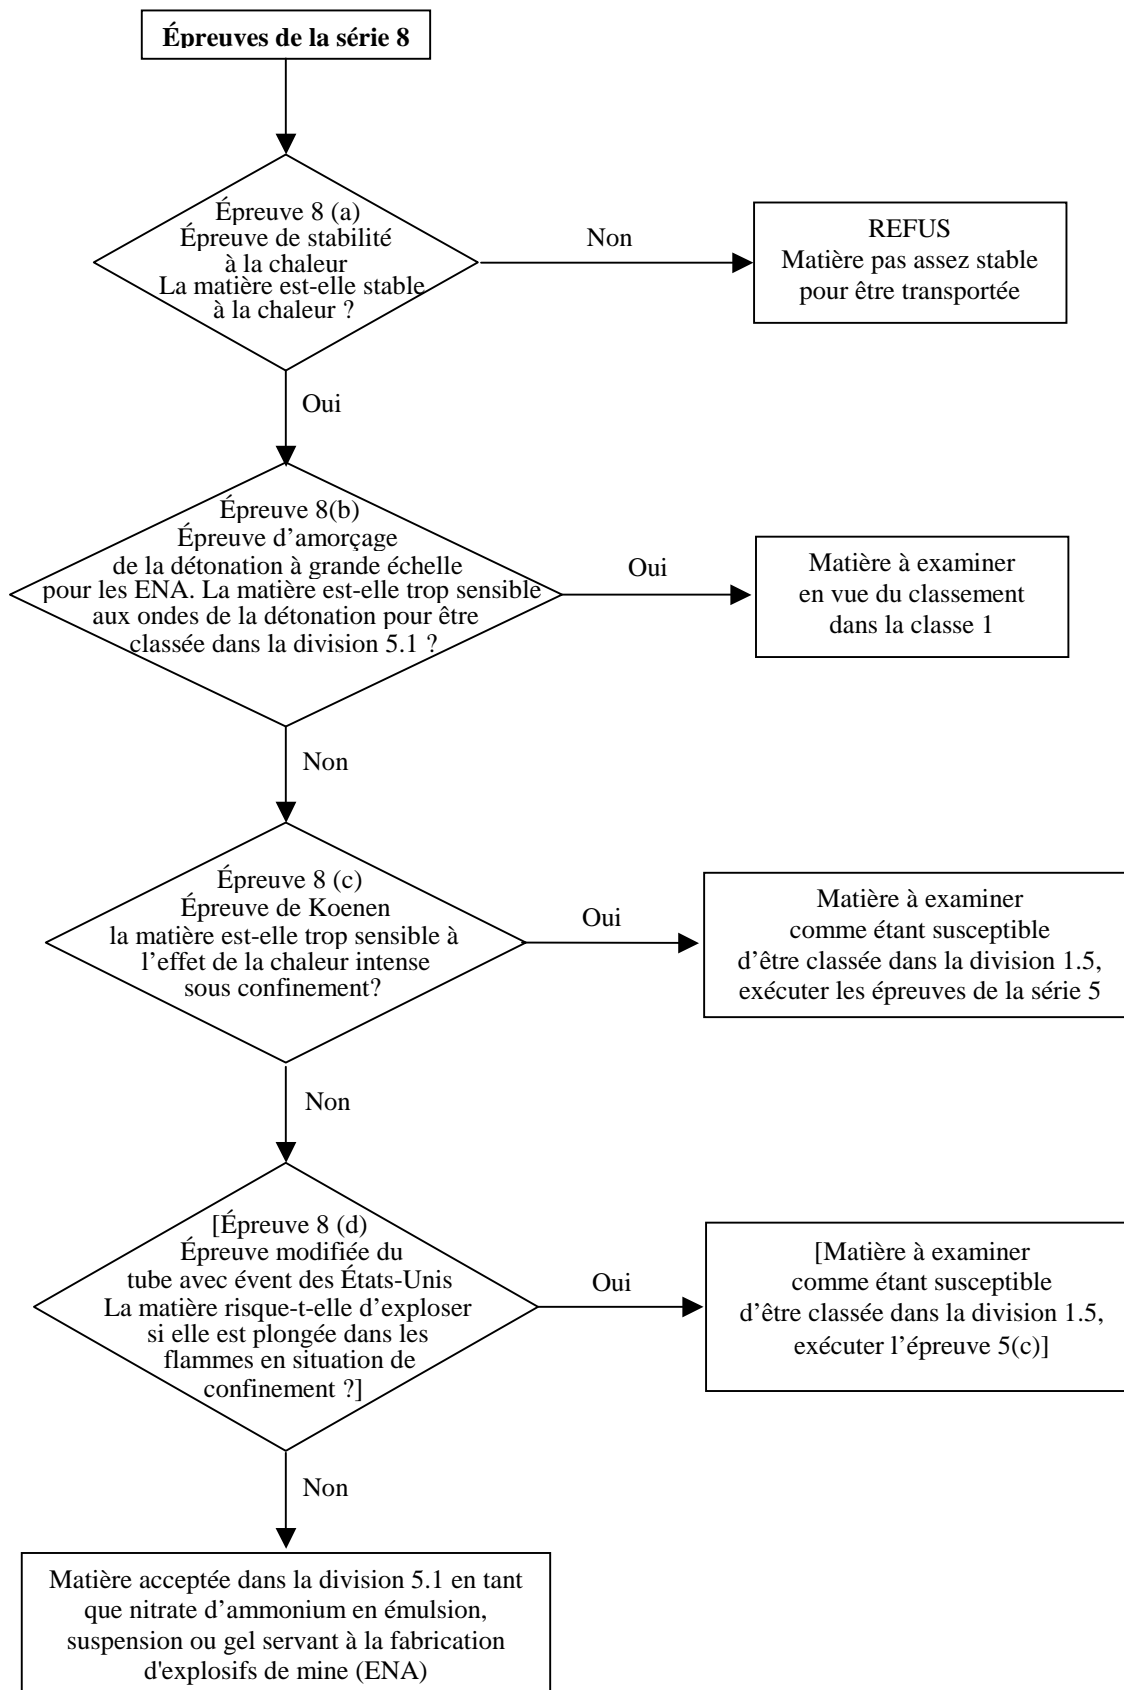 Épreuves de la série 8
Épreuve 8 (a)
Épreuve de stabilité
à la chaleur
La matière est-elle stable
à la chaleur ?
Non
REFUS
Matière pas assez stable
pour être transportée
Oui
Épreuve 8(b)
Épreuve d’amorçage
de la détonation à grande échelle
pour les ENA. La matière est-elle trop sensible
aux ondes de la détonation pour être
classée dans la division 5.1 ?
Oui
Matière à examiner
en vue du classement
dans la classe 1
Non
Épreuve 8 (c)
Épreuve de Koenen
la matière est-elle trop sensible à
l’effet de la chaleur intense
sous confinement?
Oui
Matière à examiner
comme étant susceptible
d’être classée dans la division 1.5,
exécuter les épreuves de la série 5
Non
[Épreuve 8 (d)
Épreuve modifiée du
tube avec évent des États-Unis
La matière risque-t-elle d’exploser
si elle est plongée dans les
flammes en situation de
confinement ?]
Oui
[Matière à examiner
comme étant susceptible
d’être classée dans la division 1.5,
exécuter l’épreuve 5(c)]
Non
Matière acceptée dans la division 5.1 en tant
que nitrate d’ammonium en émulsion,
suspension ou gel servant à la fabrication
d'explosifs de mine (ENA)